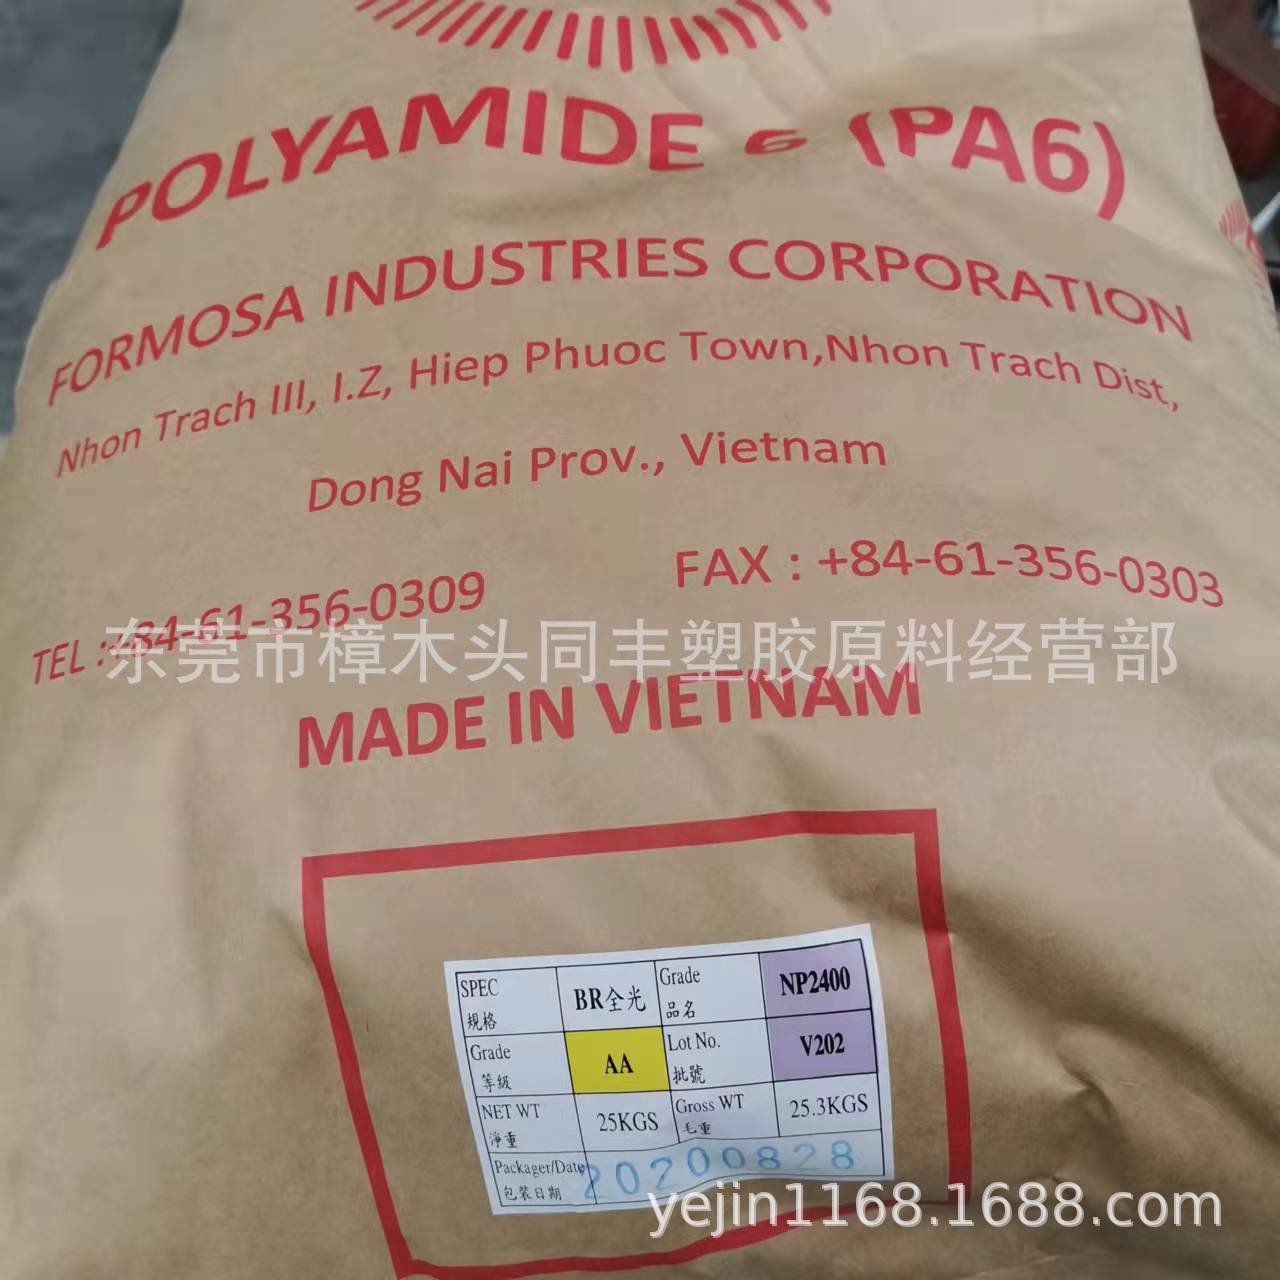 POLYAMIDE 6 (PA6)
FORMOSA INDUSTRIES CORPORATION
Nhon Trach III, I.Z, Hiep Phuoc Town,Nhon Trach Dist,
Dong Nai Prov., Vietnam
TEL :+84-61-356-0309 FAX : +84-61-356-0303
东莞市樟木头同丰塑胶原料经营部
MADE IN VIETNAM
SPEC 規格 BR全光 Grade 品名 NP2400
Grade 等級 AA Lot No. 批號 V202
NET WT 淨重 25KGS Gross WT 毛重 25.3KGS
Packager/Date 包裝日期 20200828
yejin1168.1688.com